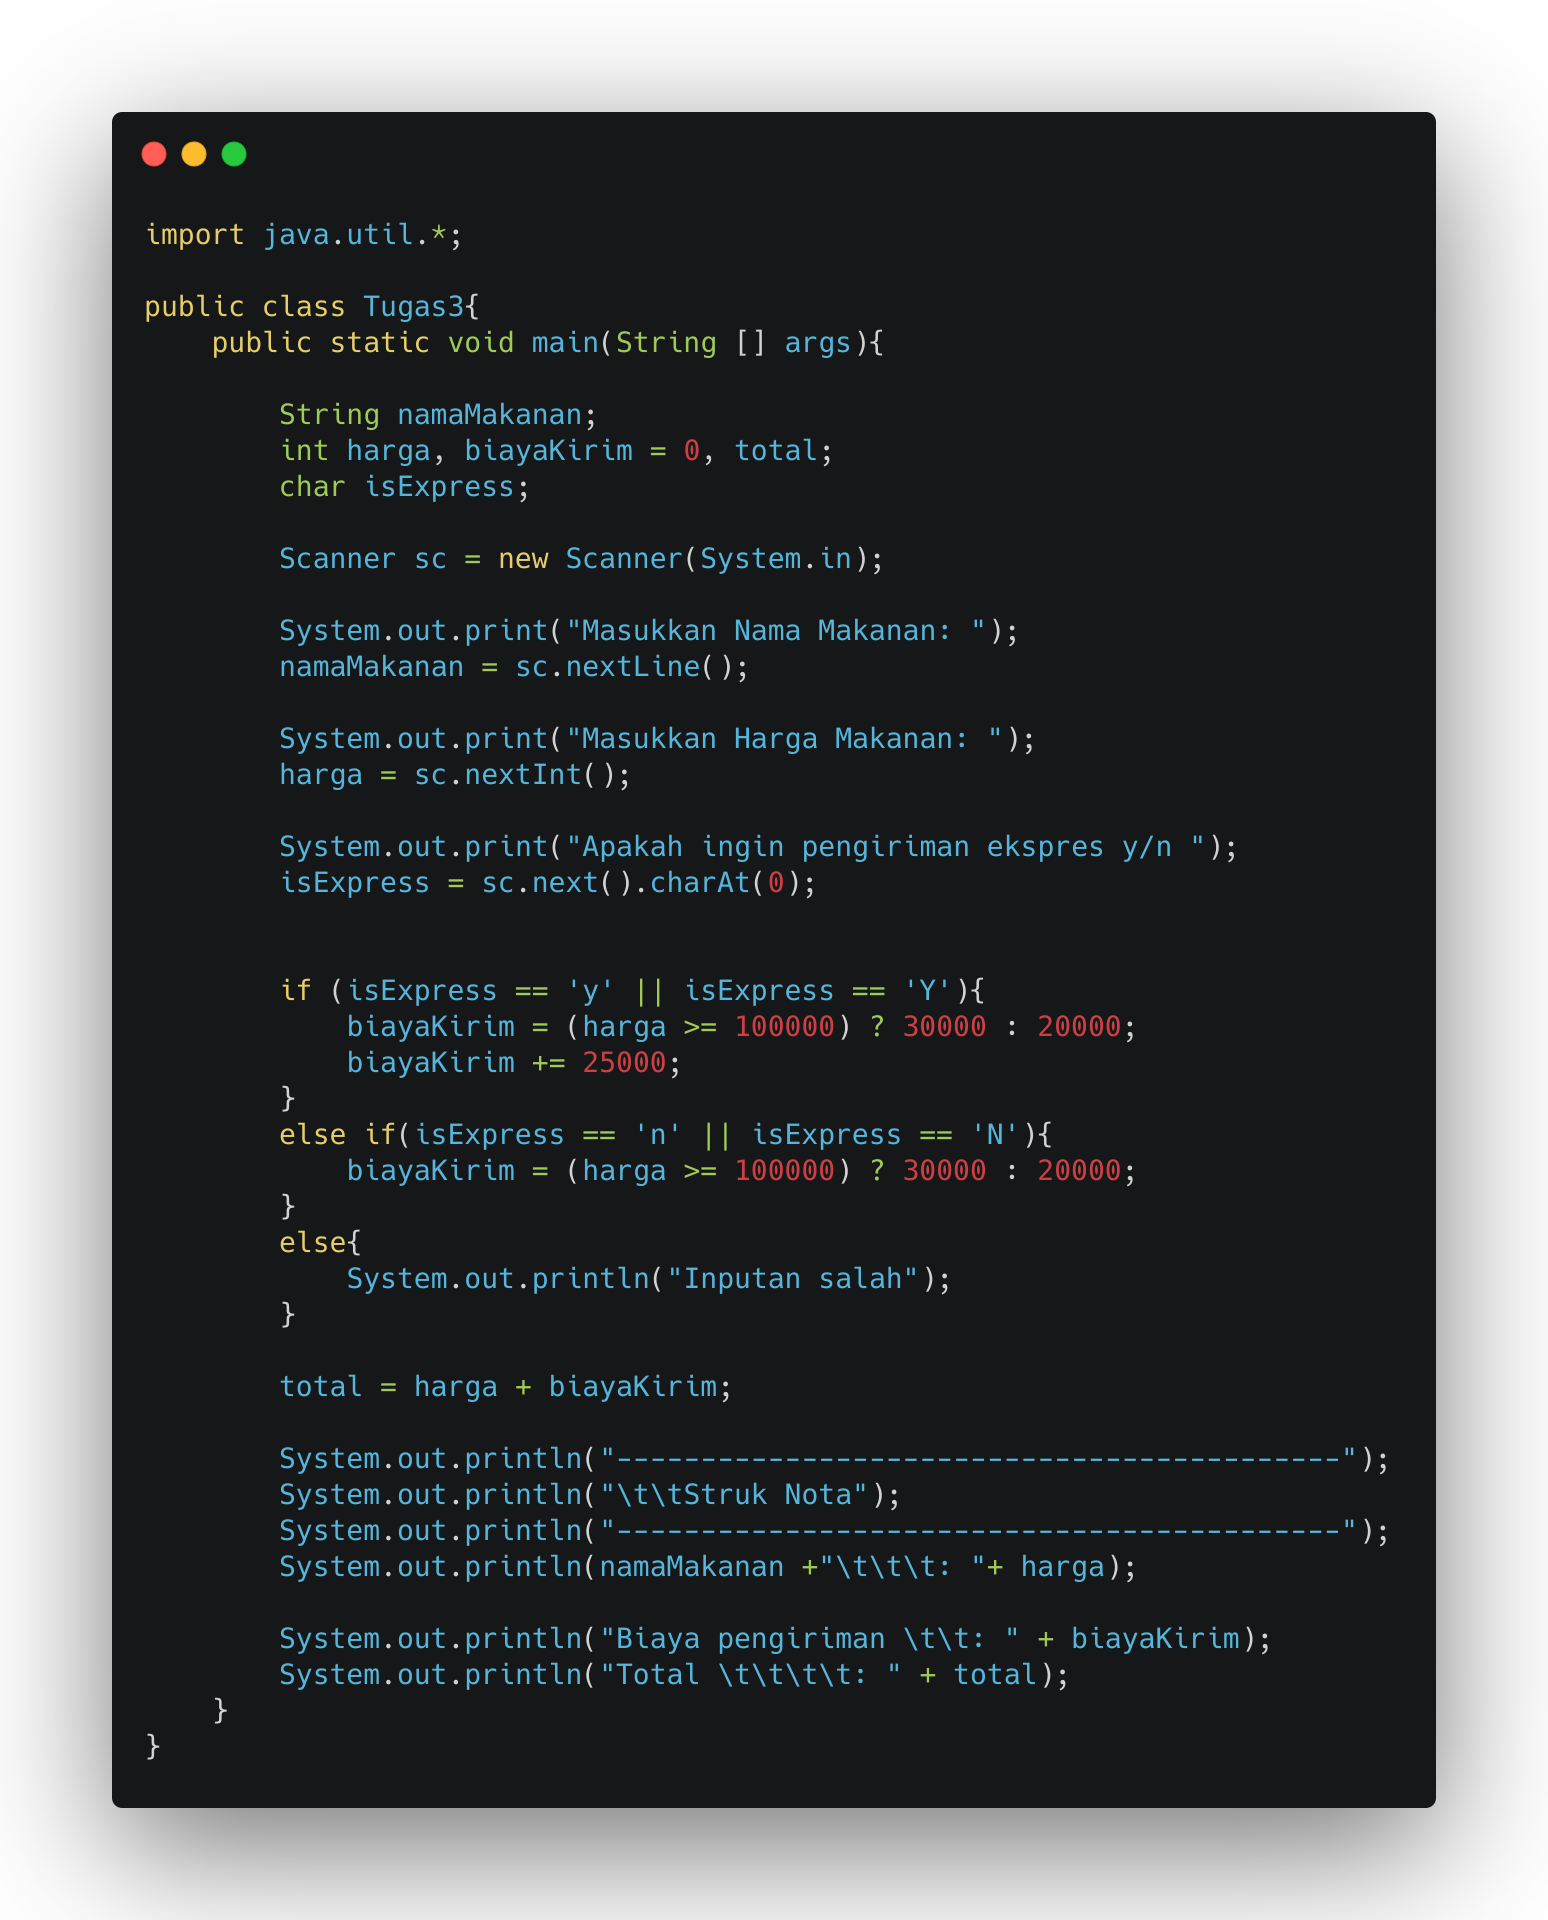 import java.util.*;

public class Tugas3{
    public static void main(String [] args){

        String namaMakanan;
        int harga, biayaKirim = 0, total;
        char isExpress;

        Scanner sc = new Scanner(System.in);

        System.out.print("Masukkan Nama Makanan: ");
        namaMakanan = sc.nextLine();

        System.out.print("Masukkan Harga Makanan: ");
        harga = sc.nextInt();

        System.out.print("Apakah ingin pengiriman ekspres y/n ");
        isExpress = sc.next().charAt(0);


        if (isExpress == 'y' || isExpress == 'Y'){
            biayaKirim = (harga >= 100000) ? 30000 : 20000;
            biayaKirim += 25000;
        }
        else if(isExpress == 'n' || isExpress == 'N'){
            biayaKirim = (harga >= 100000) ? 30000 : 20000;
        }
        else{
            System.out.println("Inputan salah");
        }

        total = harga + biayaKirim;

        System.out.println("-------------------------------------------");
        System.out.println("\t\tStruk Nota");
        System.out.println("-------------------------------------------");
        System.out.println(namaMakanan +"\t\t\t: "+ harga);

        System.out.println("Biaya pengiriman \t\t: " + biayaKirim);
        System.out.println("Total \t\t\t\t: " + total);
    }
}